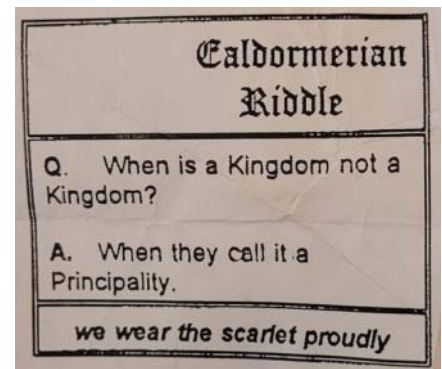 Ealdormerian
Riddle
Q. When is a Kingdom not a
Kingdom?
A. When they call it a
Principality.
we wear the scarlet proudly